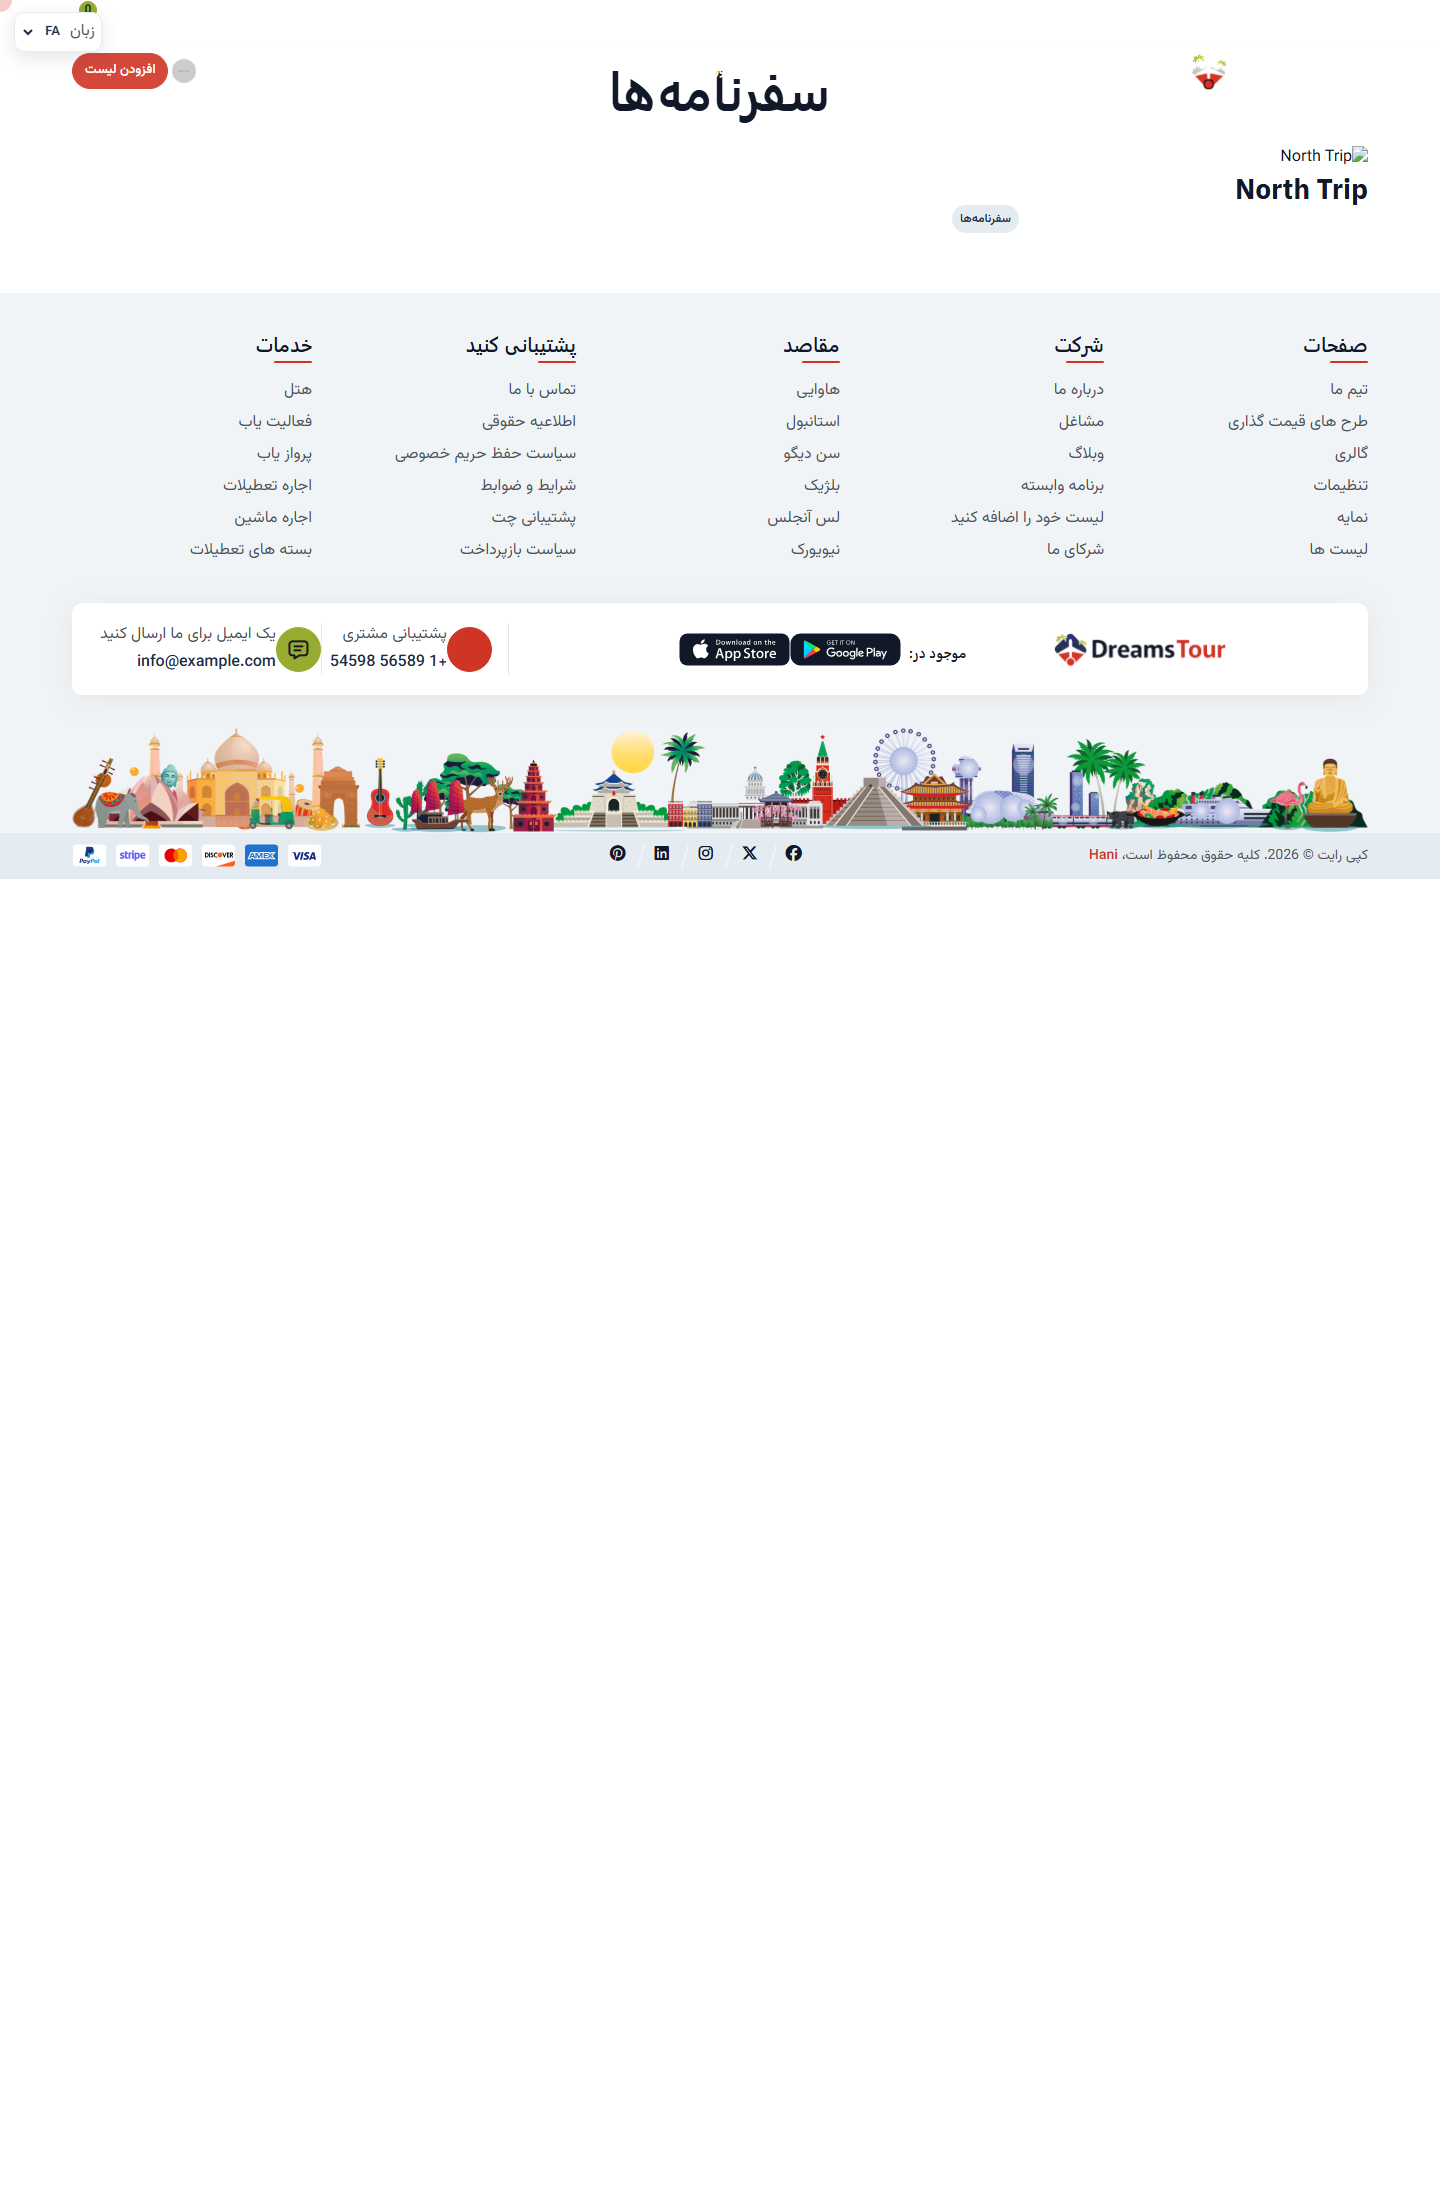 0
زبان FA
افزودن لیست
سفرنامه‌ها
North Trip
North Trip
سفرنامه‌ها
صفحات
تیم ما
طرح های قیمت گذاری
گالری
تنظیمات
نمایه
لیست ها
شرکت
درباره ما
مشاغل
وبلاگ
برنامه وابسته
لیست خود را اضافه کنید
شرکای ما
مقاصد
هاوایی
استانبول
سن دیگو
بلژیک
لس آنجلس
نیویورک
پشتیبانی کنید
تماس با ما
اطلاعیه حقوقی
سیاست حفظ حریم خصوصی
شرایط و ضوابط
پشتیبانی چت
سیاست بازپرداخت
خدمات
هتل
فعالیت یاب
پرواز یاب
اجاره تعطیلات
اجاره ماشین
بسته های تعطیلات
DreamsTour
موجود در:
GET IT ON
Google Play
Download on the
App Store
پشتیبانی مشتری
+1 56589 54598
یک ایمیل برای ما ارسال کنید
info@example.com
کپی رایت © 2026. کلیه حقوق محفوظ است، Hani
VISA
AMEX
DISCOVER
stripe
PayPal